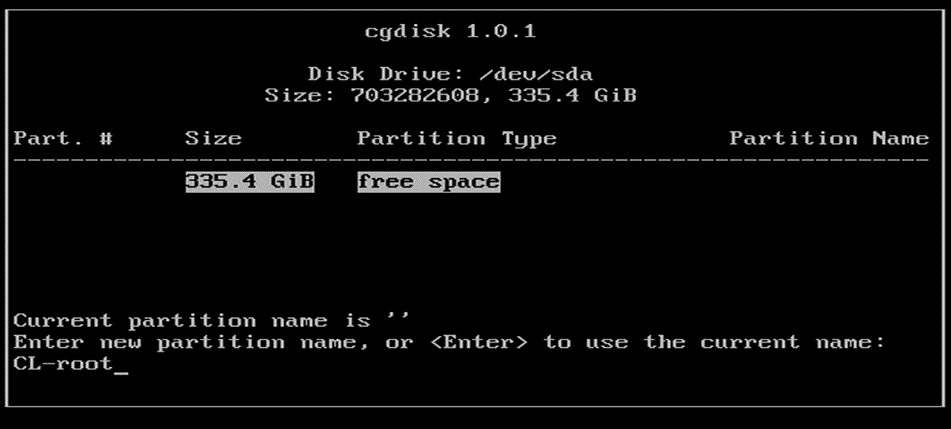 cgdisk 1.0.1
Disk Drive: /dev/sda
Size: 703282608, 335.4 GiB
Part. # Size Partition Type Partition Name
----------------------------------------------------------------
335.4 GiB free space
Current partition name is ''
Enter new partition name, or <Enter> to use the current name:
CL-root_